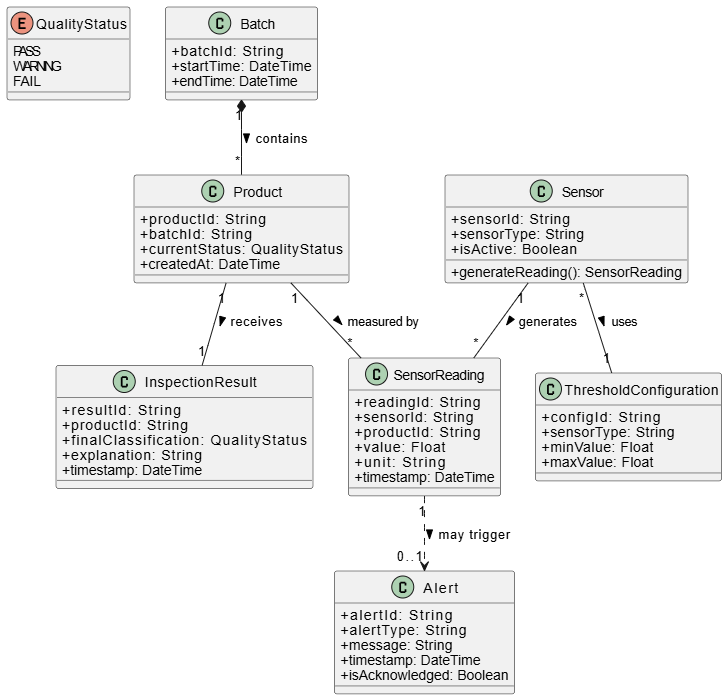 E QualityStatus
PASS
WARNING
FAIL
C Batch
+batchId: String
+startTime: DateTime
+endTime: DateTime
1
contains
*
C Product
+productId: String
+batchId: String
+currentStatus: QualityStatus
+createdAt: DateTime
C Sensor
+sensorId: String
+sensorType: String
+isActive: Boolean
+generateReading(): SensorReading
1
receives
1
1
measured by
*
1
generates
*
*
uses
1
C InspectionResult
+resultId: String
+productId: String
+finalClassification: QualityStatus
+explanation: String
+timestamp: DateTime
C SensorReading
+readingId: String
+sensorId: String
+productId: String
+value: Float
+unit: String
+timestamp: DateTime
C ThresholdConfiguration
+configId: String
+sensorType: String
+minValue: Float
+maxValue: Float
1
may trigger
0..1
C Alert
+alertId: String
+alertType: String
+message: String
+timestamp: DateTime
+isAcknowledged: Boolean